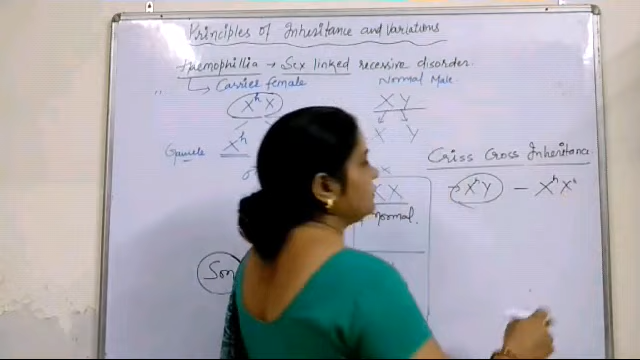 Principles of Inheritance and Variations
Haemophillia → Sex linked recessive disorder.
→ Carrier female
Normal Male.
XʰX
XY
Gamete Xʰ
X Y
XX
normal.
Son
Criss Cross Inheritance
→ XʰY — XʰXʰ